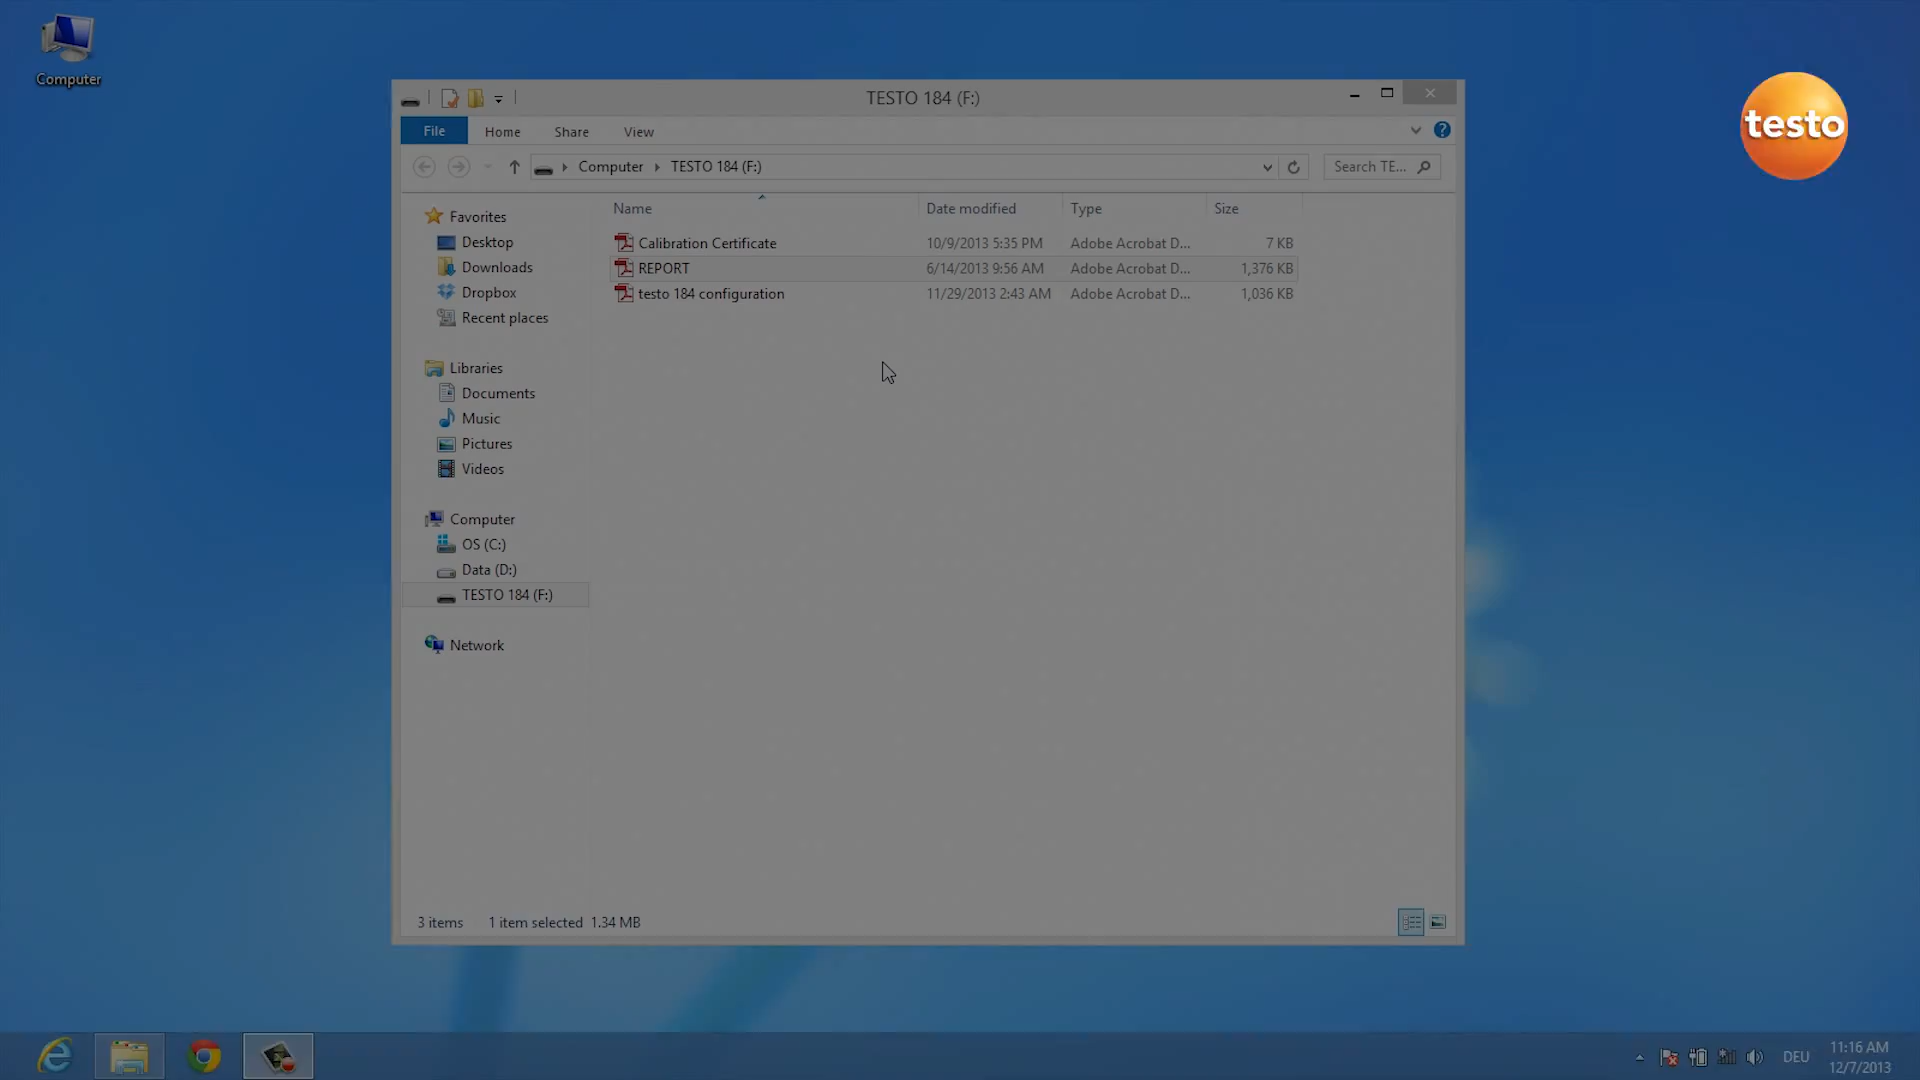 Computer
testo
TESTO 184 (F:)
File Home Share View
Computer TESTO 184 (F:) Search TE...
Name Date modified Type Size
Calibration Certificate 10/9/2013 5:35 PM Adobe Acrobat D... 7 KB
REPORT 6/14/2013 9:56 AM Adobe Acrobat D... 1,376 KB
testo 184 configuration 11/29/2013 2:43 AM Adobe Acrobat D... 1,036 KB
Favorites
Desktop
Downloads
Dropbox
Recent places
Libraries
Documents
Music
Pictures
Videos
Computer
OS (C:)
Data (D:)
TESTO 184 (F:)
Network
3 items 1 item selected 1.34 MB
DEU 11:16 AM
12/7/2013